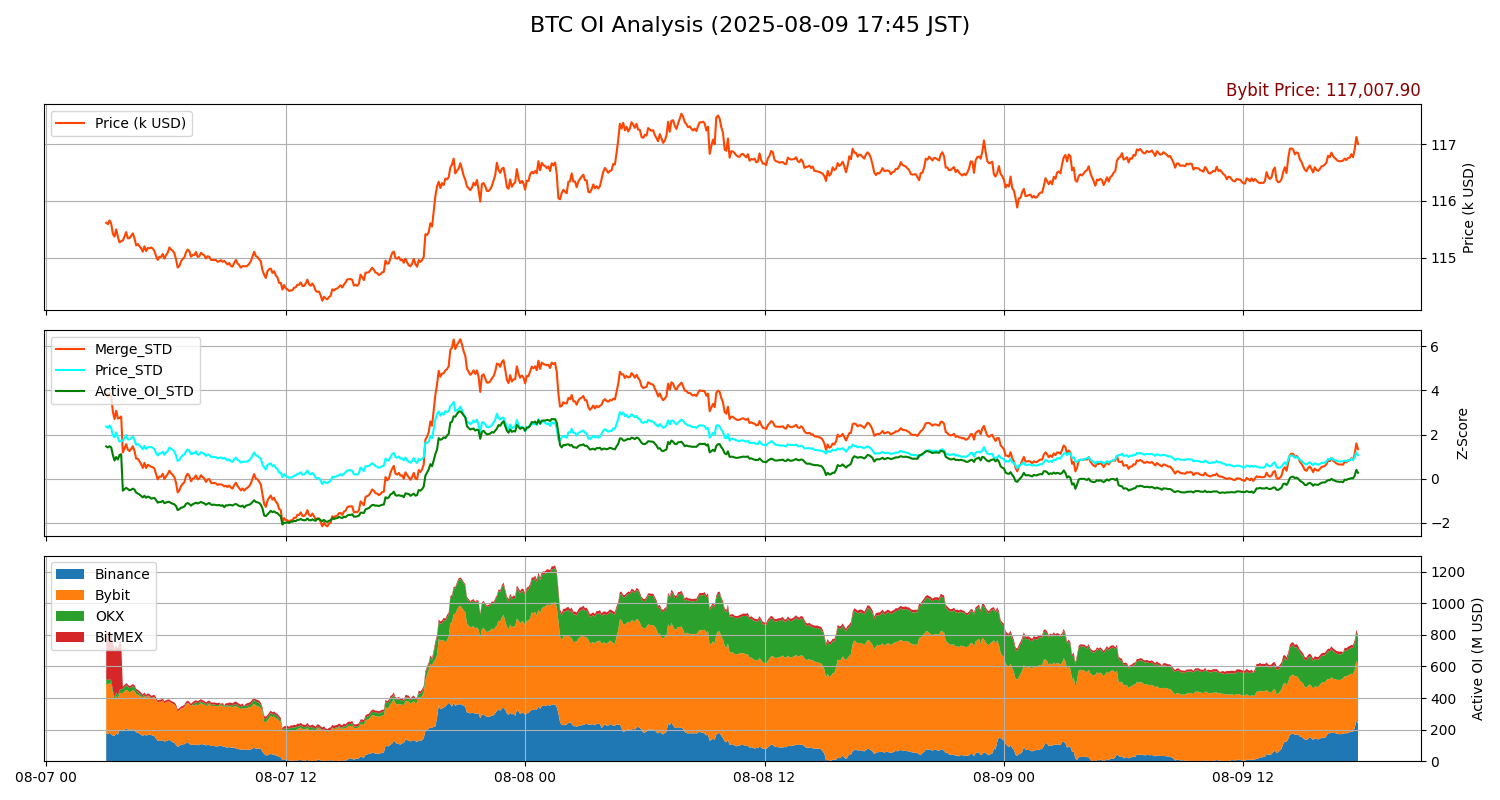 BTC OI Analysis (2025-08-09 17:45 JST)
Bybit Price: 117,007.90
Price (k USD)
117
116
115
Price (k USD)
Merge_STD
Price_STD
Active_OI_STD
6
4
2
0
−2
Z-Score
Binance
Bybit
OKX
BitMEX
1200
1000
800
600
400
200
0
Active OI (M USD)
08-07 00
08-07 12
08-08 00
08-08 12
08-09 00
08-09 12